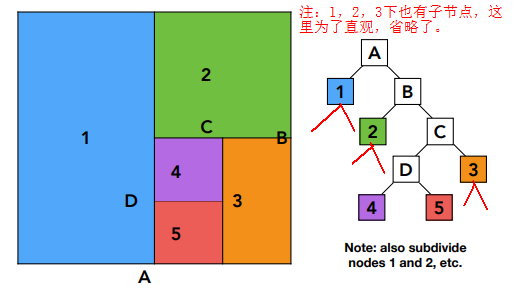 注：1，2，3下也有子节点，这
里为了直观，省略了。
2
C
B
1
4
D
3
5
A
A
1
B
2
C
D
3
4
5
Note: also subdivide
nodes 1 and 2, etc.